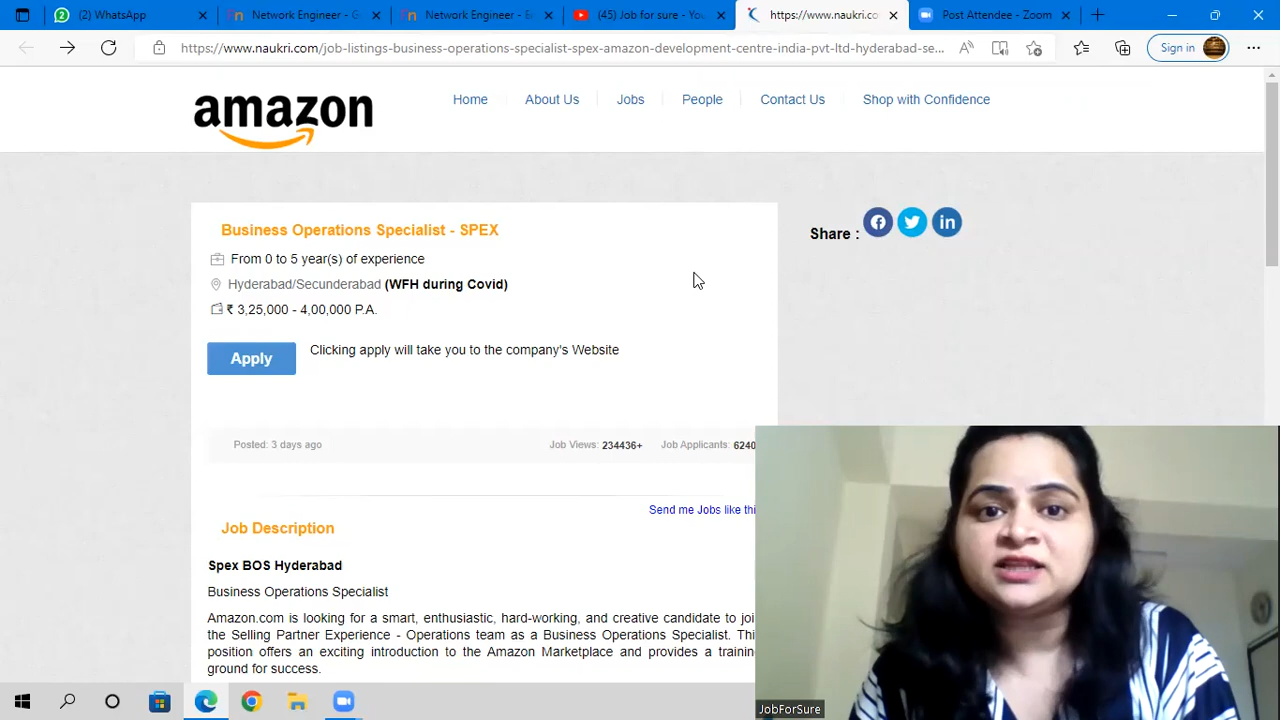 (2) WhatsApp
Network Engineer - G
Network Engineer - E
(45) Job for sure - You
https://www.naukri.co
Post Attendee - Zoom
https://www.naukri.com/job-listings-business-operations-specialist-spex-amazon-development-centre-india-pvt-ltd-hyderabad-se...
Sign in
amazon
Home
About Us
Jobs
People
Contact Us
Shop with Confidence
Business Operations Specialist - SPEX
From 0 to 5 year(s) of experience
Hyderabad/Secunderabad (WFH during Covid)
₹ 3,25,000 - 4,00,000 P.A.
Apply
Clicking apply will take you to the company's Website
Share :
Posted: 3 days ago
Job Views: 234436+
Job Applicants: 6240
Send me Jobs like thi
Job Description
Spex BOS Hyderabad
Business Operations Specialist
Amazon.com is looking for a smart, enthusiastic, hard-working, and creative candidate to joi
the Selling Partner Experience - Operations team as a Business Operations Specialist. Thi
position offers an exciting introduction to the Amazon Marketplace and provides a trainin
ground for success.
JobForSure